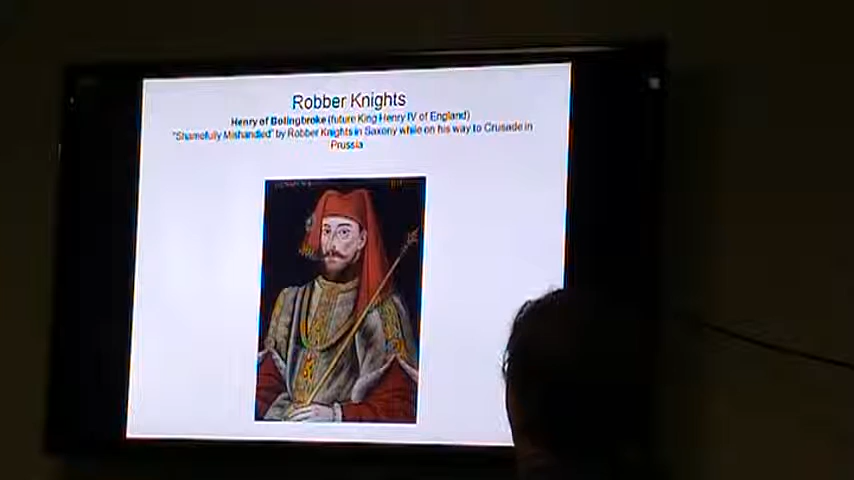 Robber Knights
Henry of Bolingbroke (future King Henry IV of England)
"Shamefully Mishandled" by Robber Knights in Saxony while on his way to Crusade in
Prussia